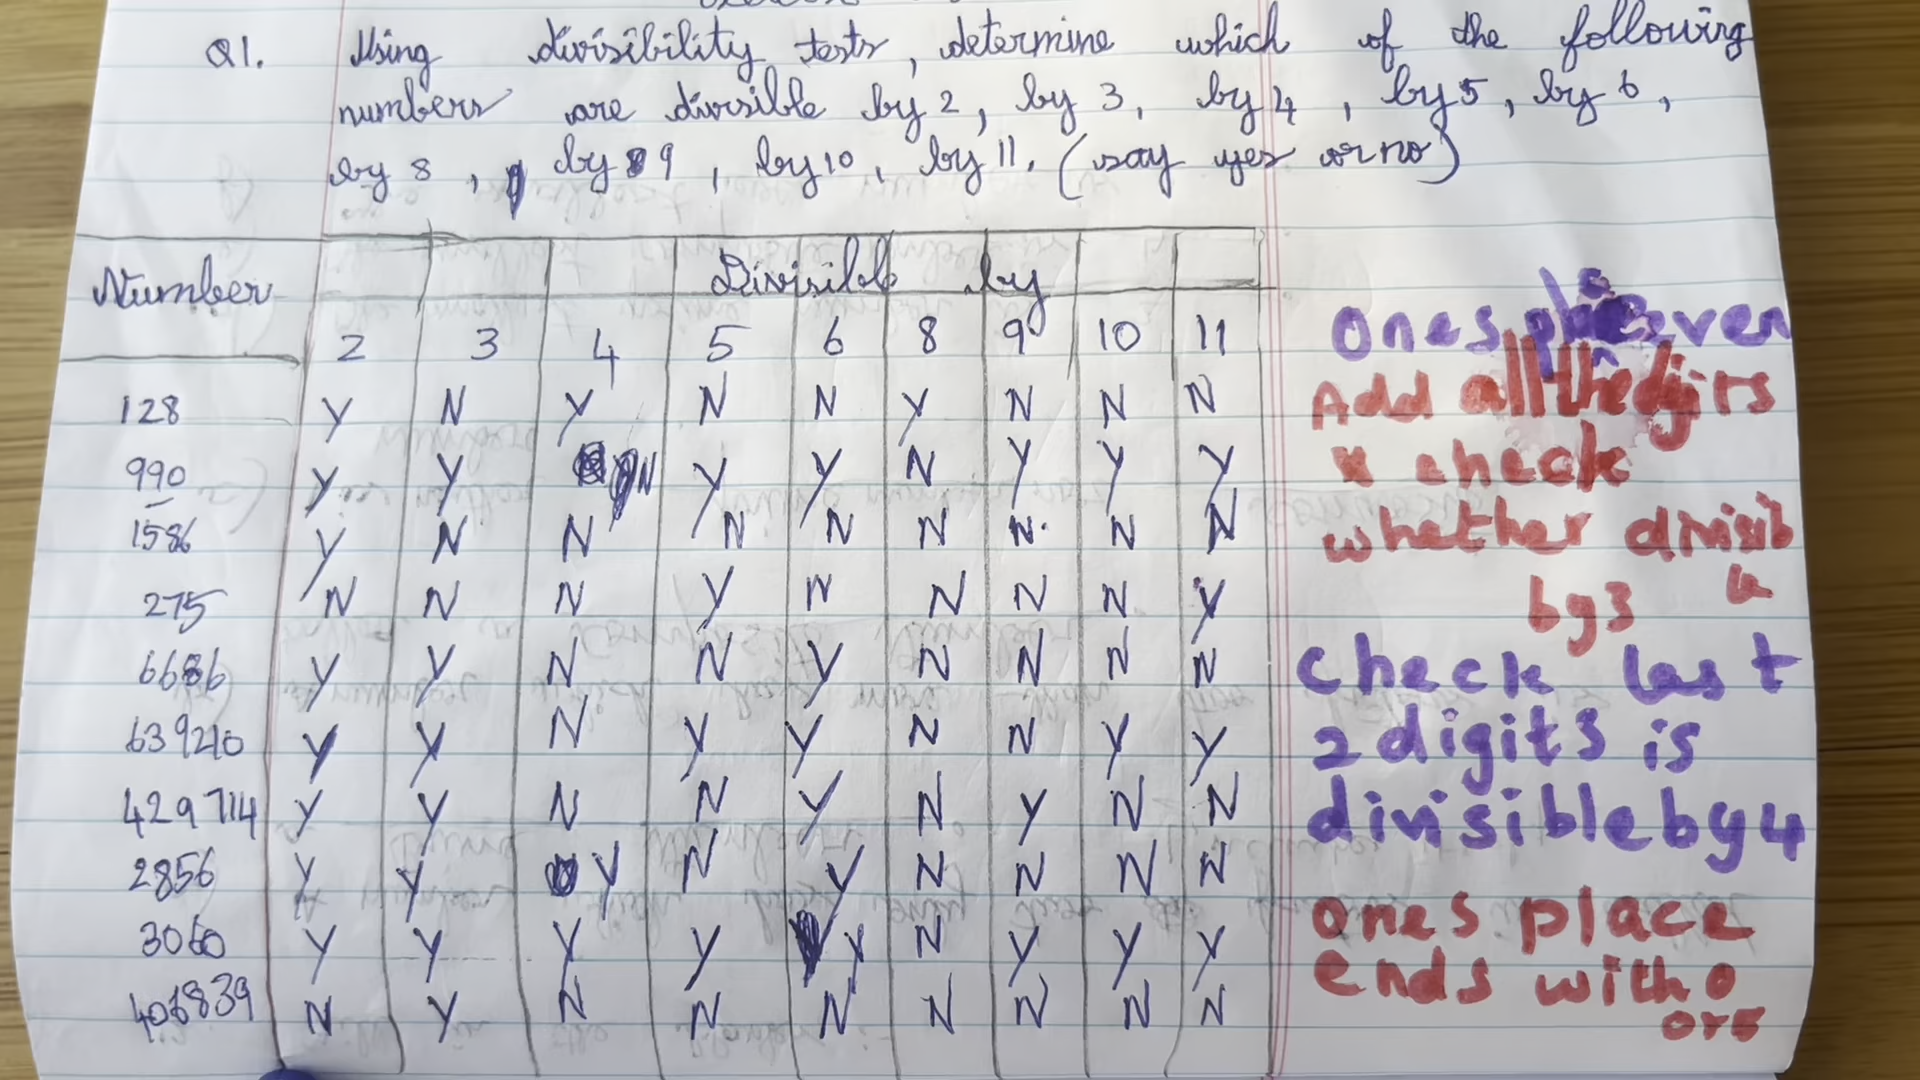 Q1. Using divisibility tests, determine which of the following
numbers are divisible by 2, by 3, by 4, by 5, by 6,
by 8, by 9, by 10, by 11. (say yes or no)
Number Divisible by
2 3 4 5 6 8 9 10 11
128 Y N Y N N Y N N N
990 Y Y N Y Y N Y Y Y
1586 Y N N N N N N. N N
275 N N N Y N N N N Y
6686 Y Y N N Y N N N N
639210 Y Y N Y Y N N Y Y
429714 Y Y N N Y N Y N N
2856 Y Y Y N Y N N N N
3060 Y Y Y Y Y N Y Y Y
406839 N Y N N N N N N N
Ones even
Add all the digits
x check
whether divisib
le
by 3
Check last
2 digits is
divisible by 4
ones place
ends with 0
or 5